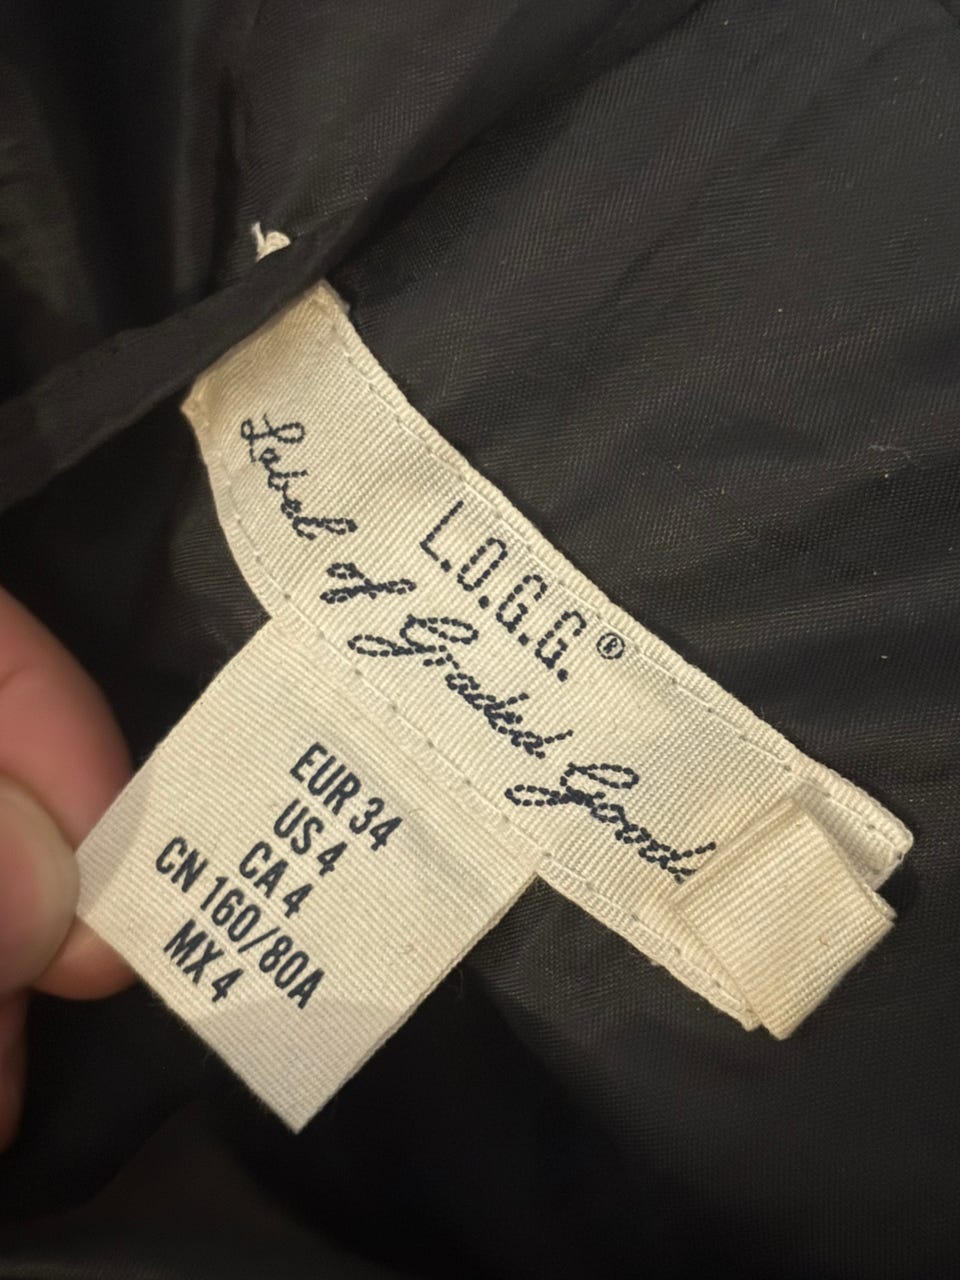 L.O.G.G.®
Label of Graded Goods
EUR 34
US 4
CA 4
CN 160/80A
MX 4